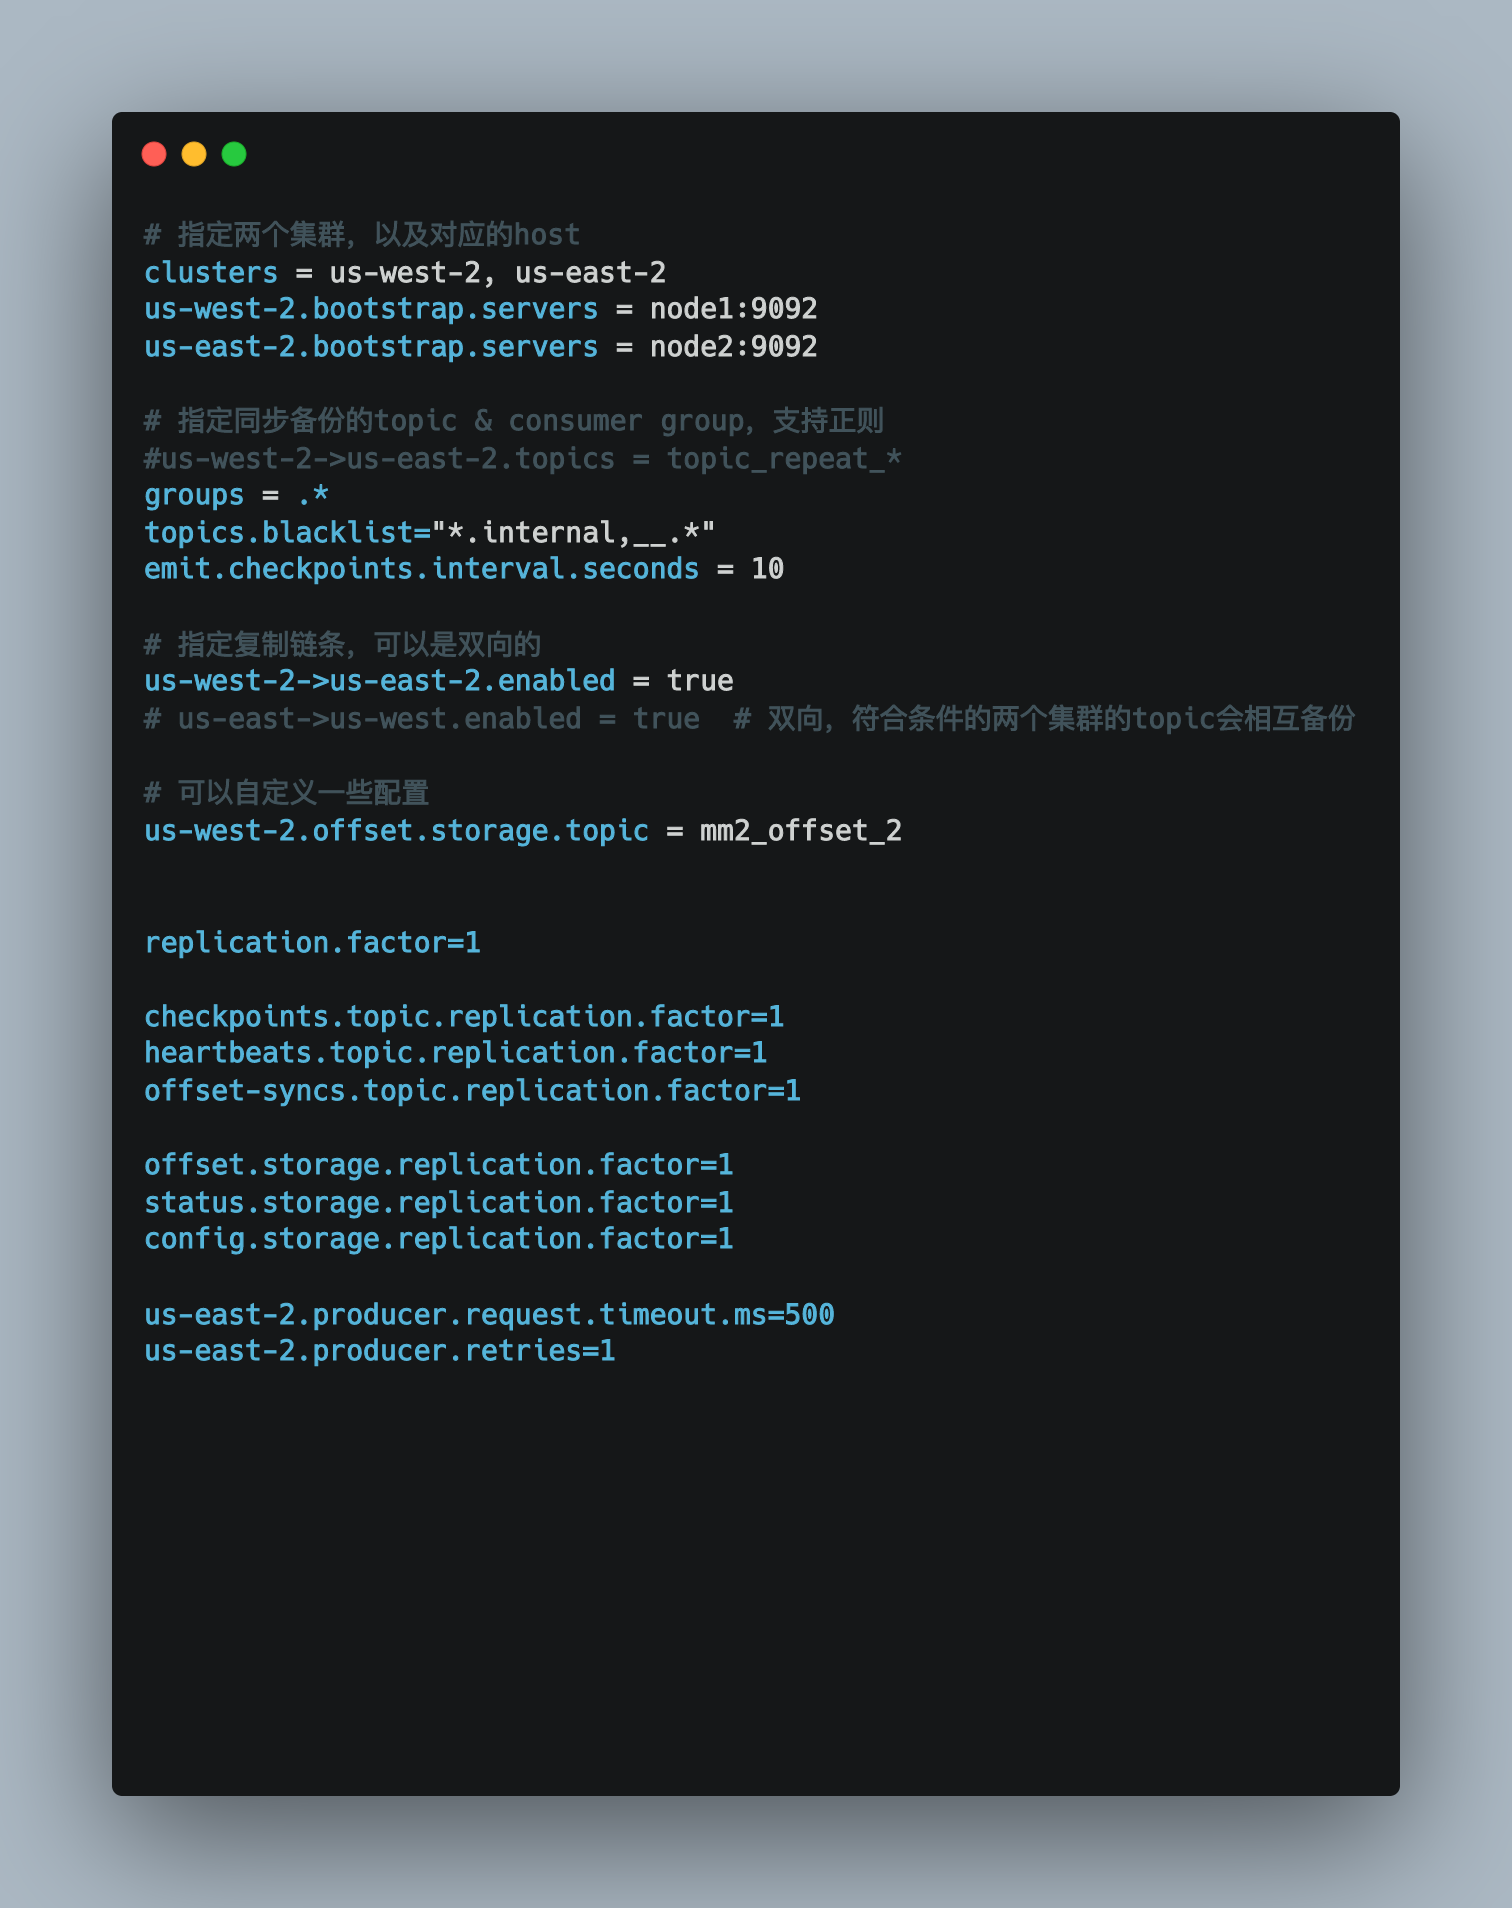 # 指定两个集群，以及对应的host
clusters = us-west-2, us-east-2
us-west-2.bootstrap.servers = node1:9092
us-east-2.bootstrap.servers = node2:9092
# 指定同步备份的topic & consumer group，支持正则
#us-west-2->us-east-2.topics = topic_repeat_*
groups = .*
topics.blacklist="*.internal,__.*"
emit.checkpoints.interval.seconds = 10
# 指定复制链条，可以是双向的
us-west-2->us-east-2.enabled = true
# us-east->us-west.enabled = true  # 双向，符合条件的两个集群的topic会相互备份
# 可以自定义一些配置
us-west-2.offset.storage.topic = mm2_offset_2
replication.factor=1
checkpoints.topic.replication.factor=1
heartbeats.topic.replication.factor=1
offset-syncs.topic.replication.factor=1
offset.storage.replication.factor=1
status.storage.replication.factor=1
config.storage.replication.factor=1
us-east-2.producer.request.timeout.ms=500
us-east-2.producer.retries=1